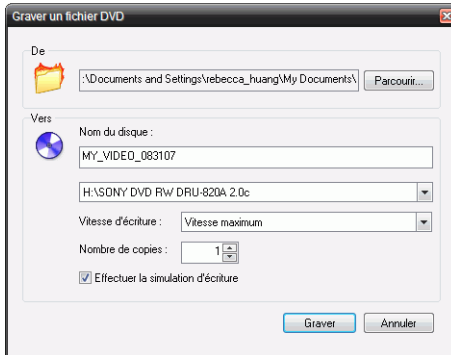 Graver un fichier DVD
De
:\Documents and Settings\rebecca_huang\My Documents\
Parcourir...
Vers
Nom du disque :
MY_VIDEO_083107
H:\SONY DVD RW DRU-820A 2.0c
Vitesse d'écriture : Vitesse maximum
Nombre de copies : 1
Effectuer la simulation d'écriture
Graver Annuler